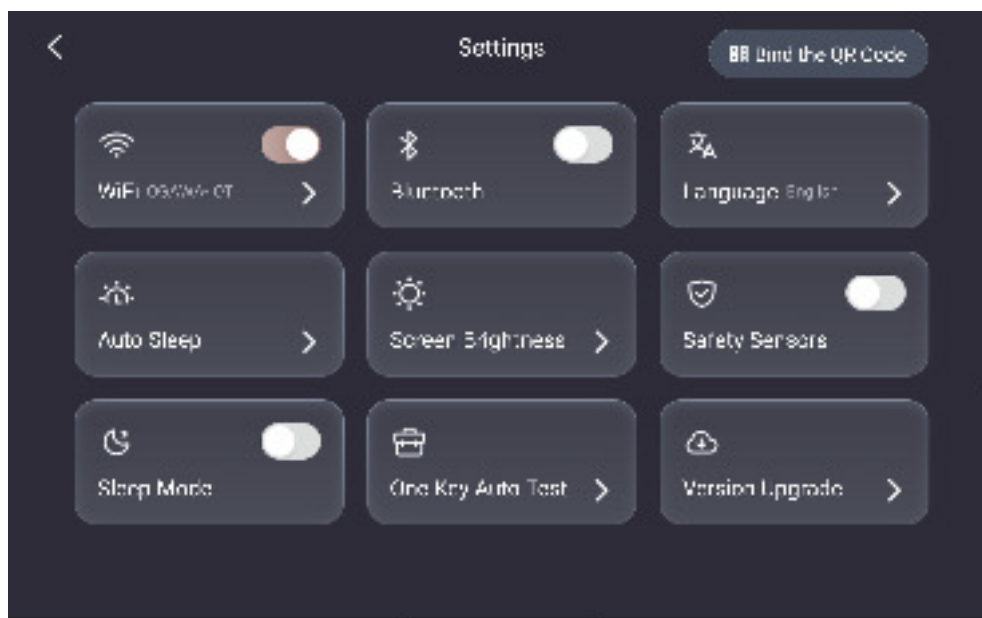 Settings
Bind the QR Code
WiFi
Bluetooth
Language English
Auto Sleep
Screen Brightness
Safety Sensors
Sleep Mode
One Key Auto Test
Version Upgrade